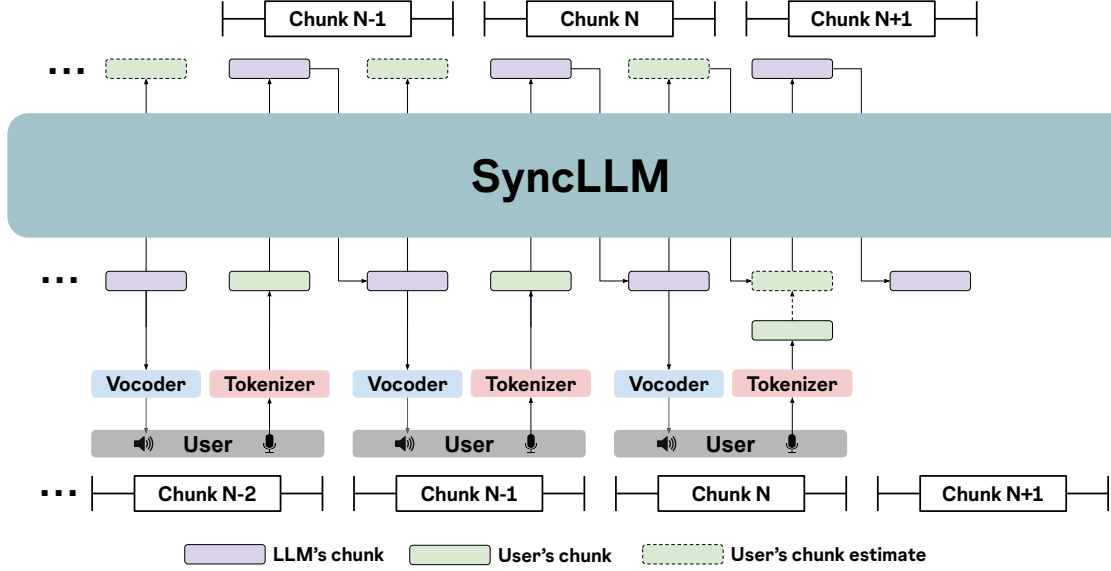 Chunk N-1 Chunk N Chunk N+1
...
SyncLLM
...
Vocoder Tokenizer Vocoder Tokenizer Vocoder Tokenizer
User User User
... Chunk N-2 Chunk N-1 Chunk N Chunk N+1
LLM's chunk User's chunk User's chunk estimate